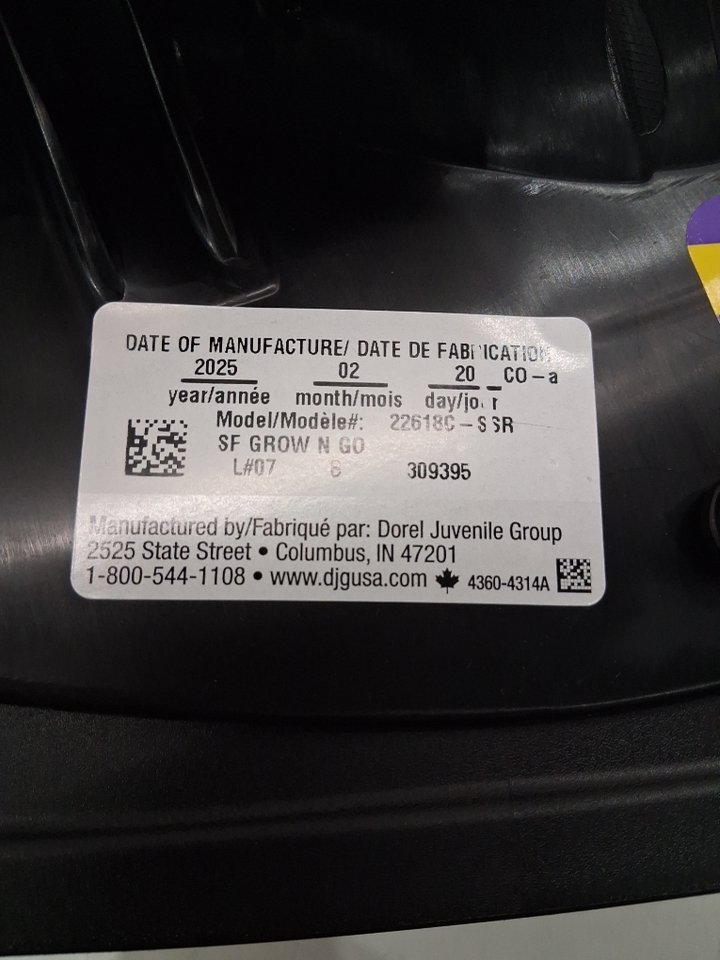 DATE OF MANUFACTURE/ DATE DE FABRICATION
2025 02 20 CO-a
year/année month/mois day/jour
Model/Modèle#: 22618C-SSR
SF GROW N GO
L#07 309395
Manufactured by/Fabriqué par: Dorel Juvenile Group
2525 State Street • Columbus, IN 47201
1-800-544-1108 • www.djgusa.com 4360-4314A